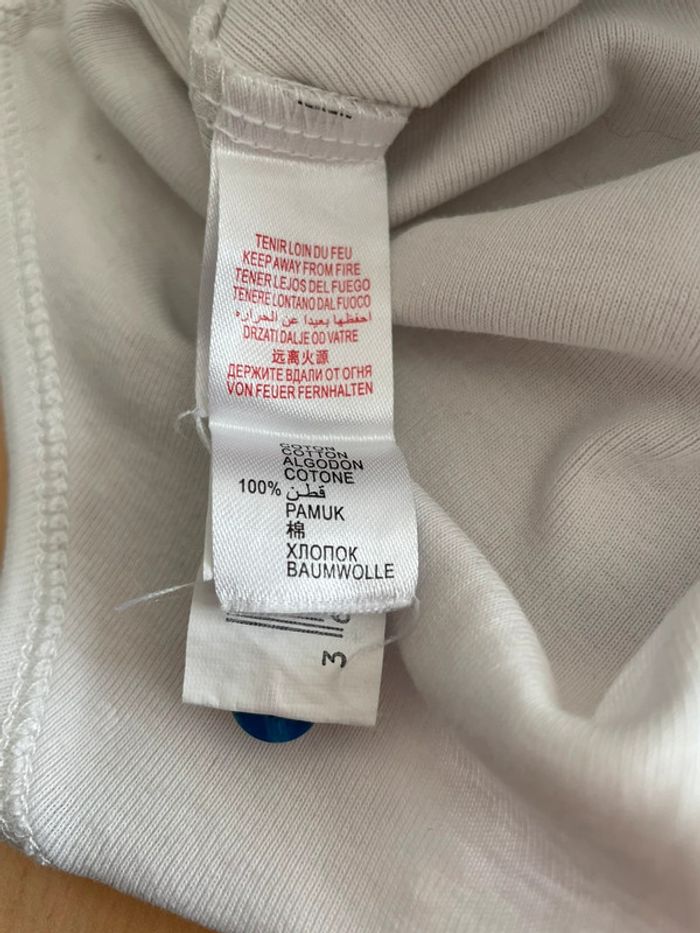 TENIR LOIN DU FEU
KEEP AWAY FROM FIRE
TENER LEJOS DEL FUEGO
TENERE LONTANO DAL FUOCO
احفظها بعيدا عن الحراره
DRZATI DALJE OD VATRE
远离火源
ДЕРЖИТЕ ВДАЛИ ОТ ОГНЯ
VON FEUER FERNHALTEN
COTON
COTTON
ALGODON
COTONE
100% قطن
PAMUK
棉
ХЛОПОК
BAUMWOLLE
3